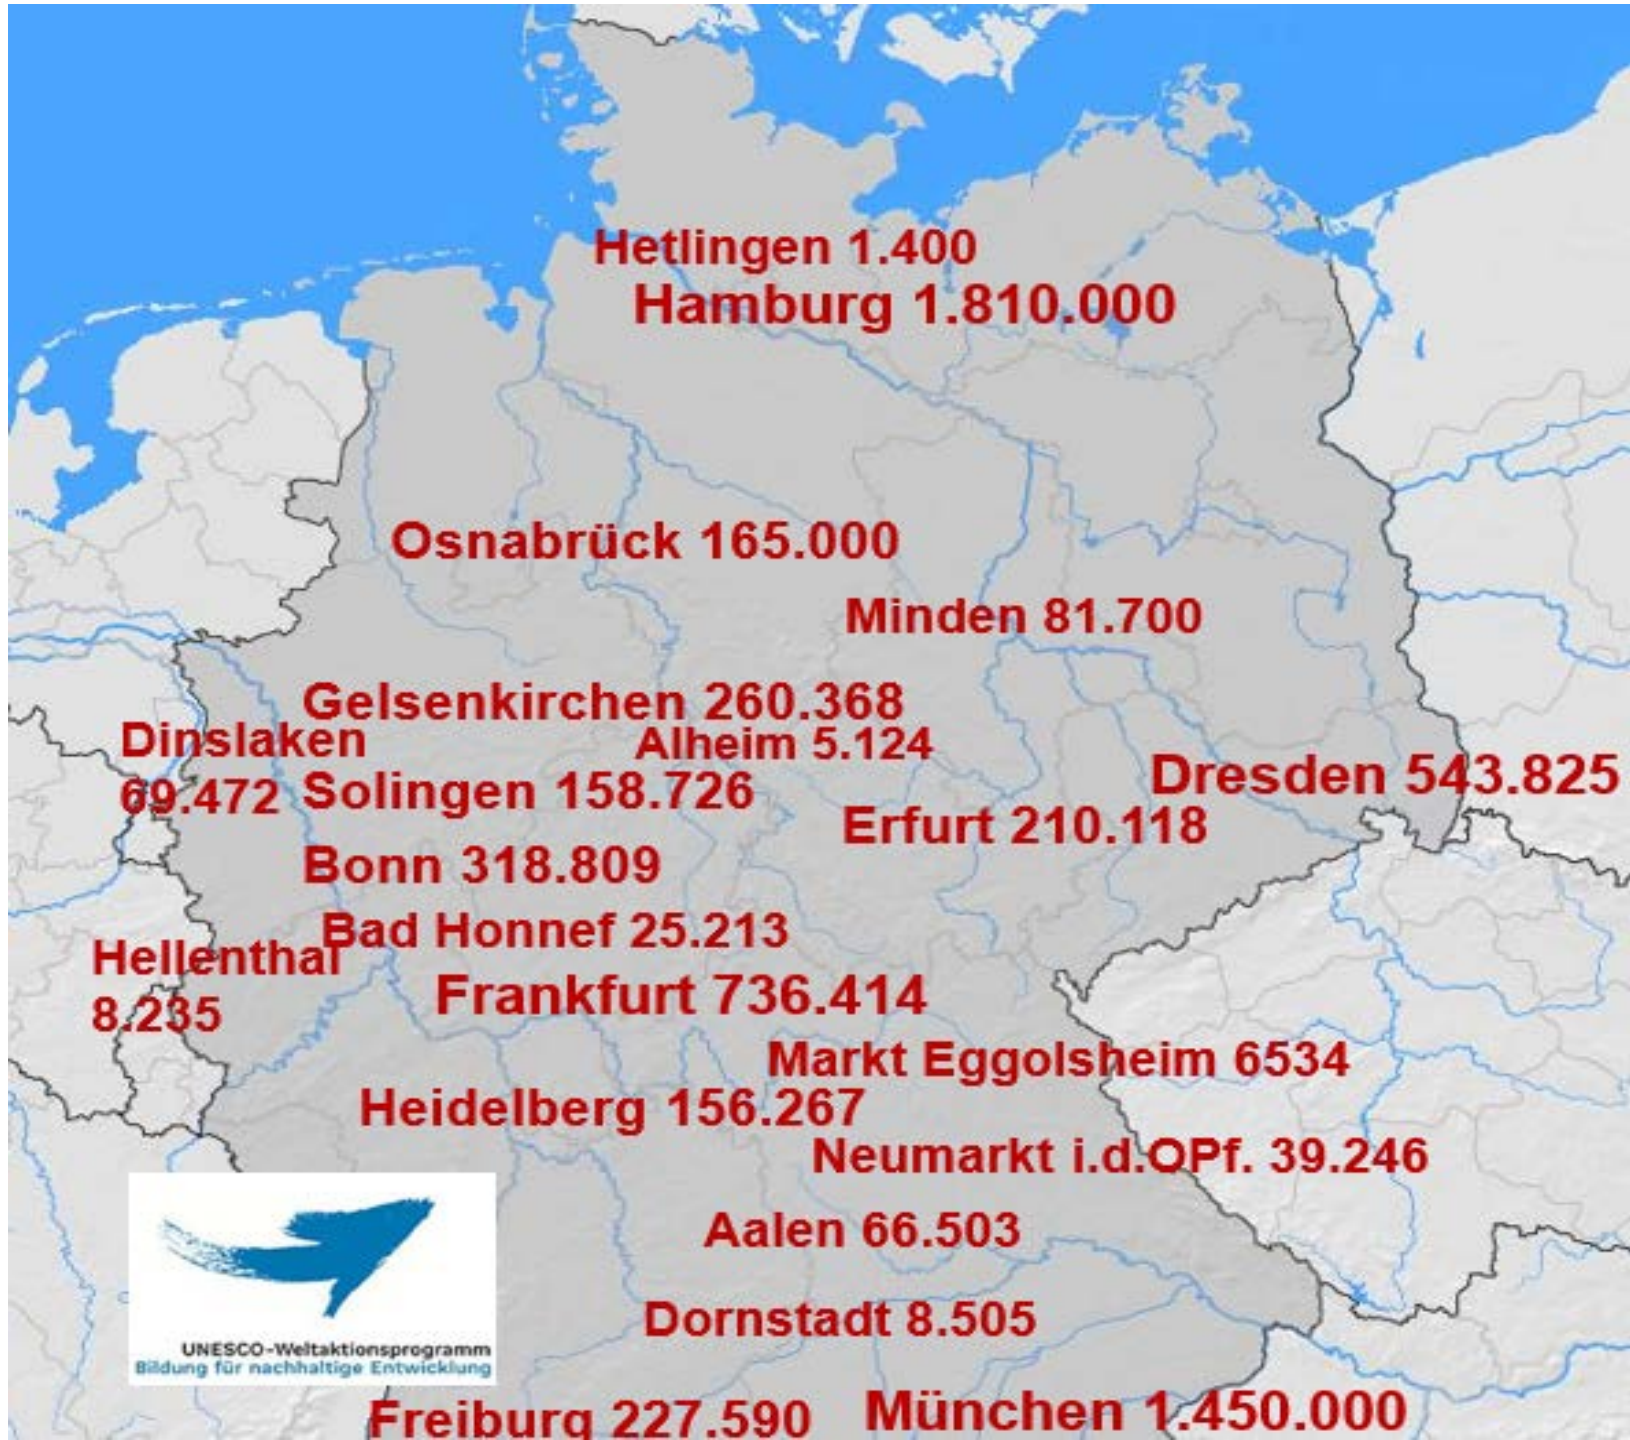 Hetlingen 1.400
Hamburg 1.810.000
Osnabrück 165.000
Minden 81.700
Gelsenkirchen 260.368
Dinslaken
69.472
Alheim 5.124
Solingen 158.726
Dresden 543.825
Erfurt 210.118
Bonn 318.809
Bad Honnef 25.213
Hellenthal
8.235
Frankfurt 736.414
Markt Eggolsheim 6534
Heidelberg 156.267
Neumarkt i.d.OPf. 39.246
Aalen 66.503
Dornstadt 8.505
UNESCO-Weltaktionsprogramm
Bildung für nachhaltige Entwicklung
Freiburg 227.590
München 1.450.000